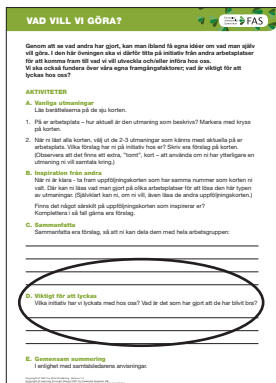 VAD VILL VI GÖRA?
FAS
Genom att se vad andra har gjort, kan man ibland få egna idéer om vad man själv
vill göra. I den här övningen ska vi därför titta på initiativ från andra arbetsplatser
för att komma fram till vad vi vill utveckla och/eller införa hos oss.
Vi ska också fundera över våra egna framgångsfaktorer; vad är viktigt för att
lyckas hos oss?
AKTIVITETER
A. Vanliga utmaningar
Läs berättelserna på de sju korten.
1. På er arbetsplats – hur aktuell är den utmaning som beskrivs? Markera med kryss
på korten.
2. När ni läst alla korten, välj ut de 2-3 utmaningar som känns mest aktuella på er
arbetsplats. Vilka förslag har ni på initiativ hos er? Skriv era förslag på korten.
(Observera att det finns ett extra, "tomt", kort – att använda om ni har ytterligare en
utmaning ni vill samtala kring.)
B. Inspiration från andra
När ni är klara - ta fram uppföljningskorten som har samma nummer som korten ni
valt. Där kan ni läsa vad man gjort på olika arbetsplatser för att lösa den här typen
av utmaningar. (Självklart kan ni, om ni vill, även läsa de andra uppföljningskorten.)
Finns det något särskilt på uppföljningskorten som inspirerar er?
Komplettera i så fall gärna era förslag.
C. Sammanfatta
Sammanfatta era förslag, så att ni kan dela dem med hela arbetsgruppen:
D. Viktigt för att lyckas
Vilka initiativ har vi lyckats med hos oss? Vad är det som har gjort att de har blivit bra?
E. Gemensam summering
I enlighet med samtalsledarens anvisningar.